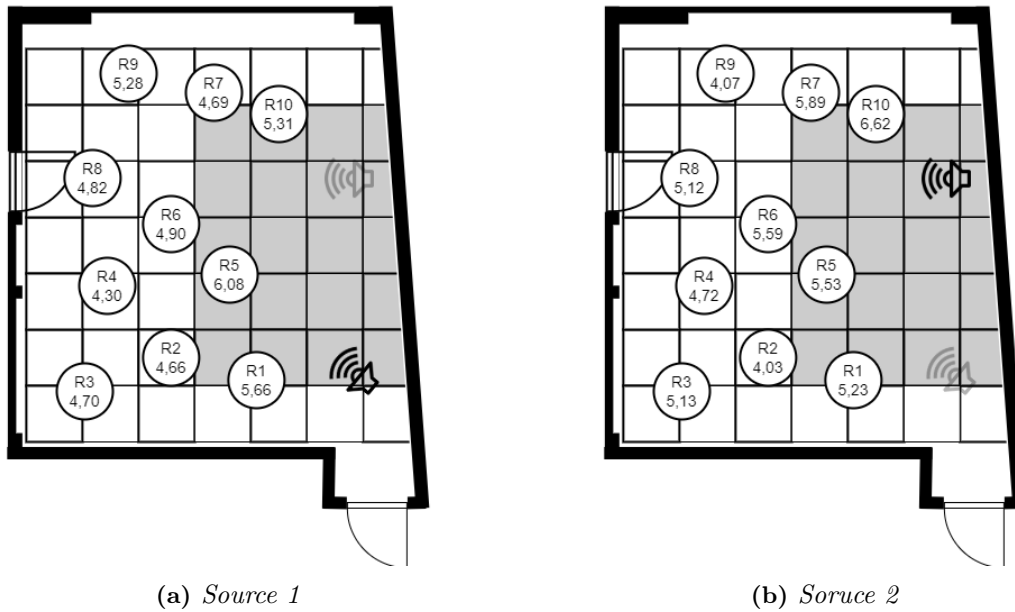 R9
5,28
R7
4,69
R10
5,31
R8
4,82
R6
4,90
R5
6,08
R4
4,30
R2
4,66
R1
5,66
R3
4,70
(a) Source 1
R9
4,07
R7
5,89
R10
6,62
R8
5,12
R6
5,59
R5
5,53
R4
4,72
R2
4,03
R1
5,23
R3
5,13
(b) Soruce 2